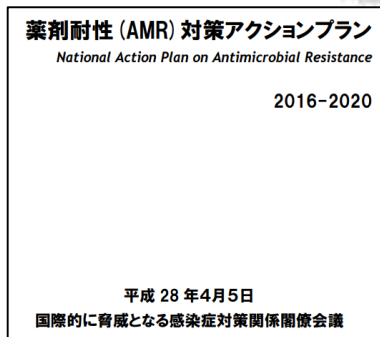 薬剤耐性(AMR)対策アクションプラン
National Action Plan on Antimicrobial Resistance
2016-2020
平成 28 年4月5日
国際的に脅威となる感染症対策関係閣僚会議